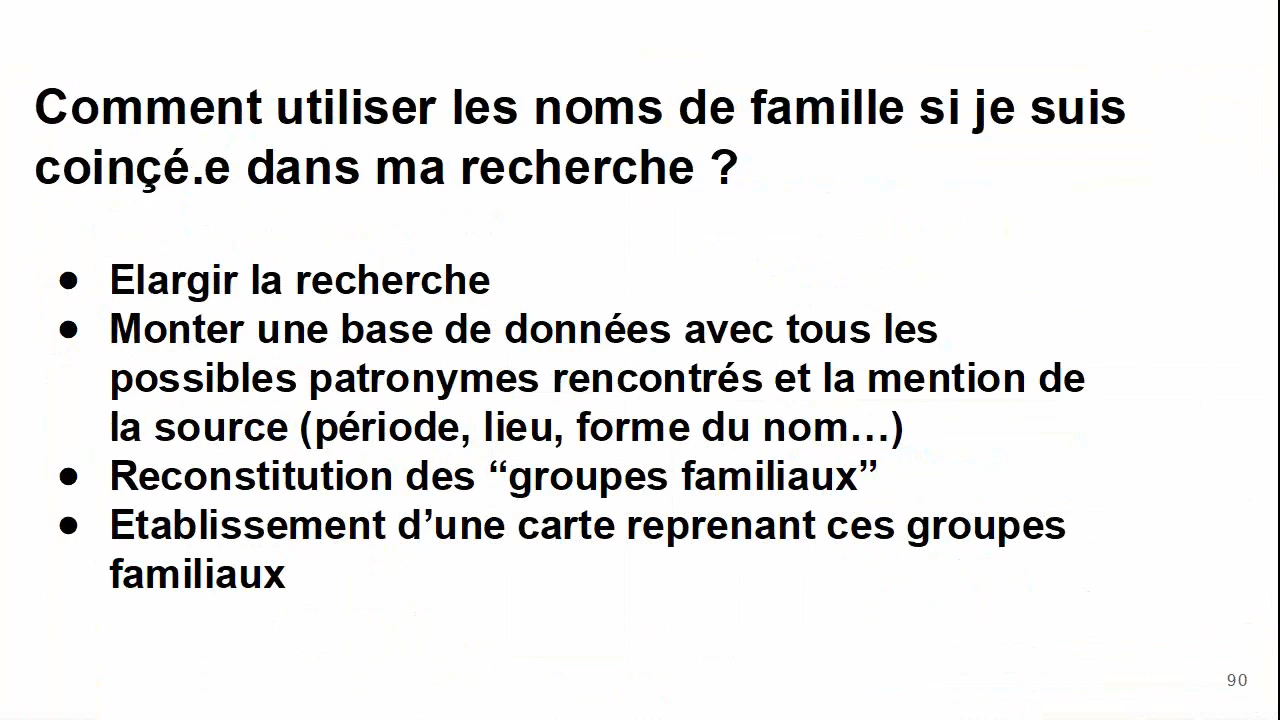 Comment utiliser les noms de famille si je suis
coinçé.e dans ma recherche ?
● Elargir la recherche
● Monter une base de données avec tous les
possibles patronymes rencontrés et la mention de
la source (période, lieu, forme du nom…)
● Reconstitution des “groupes familiaux”
● Etablissement d’une carte reprenant ces groupes
familiaux
90